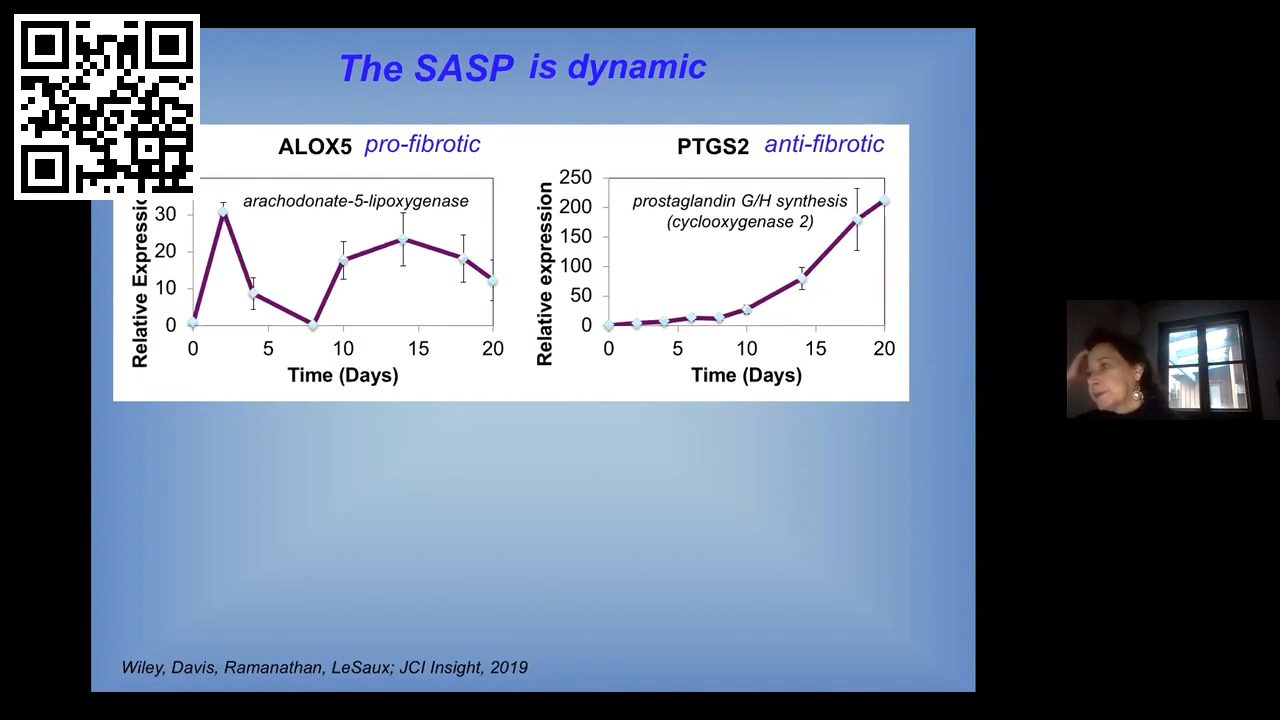 The SASP is dynamic
ALOX5 pro-fibrotic
arachodonate-5-lipoxygenase
Relative Expressio
30
20
10
0
0 5 10 15 20
Time (Days)
PTGS2 anti-fibrotic
prostaglandin G/H synthesis
(cyclooxygenase 2)
Relative expression
250
200
150
100
50
0
0 5 10 15 20
Time (Days)
Wiley, Davis, Ramanathan, LeSaux; JCI Insight, 2019